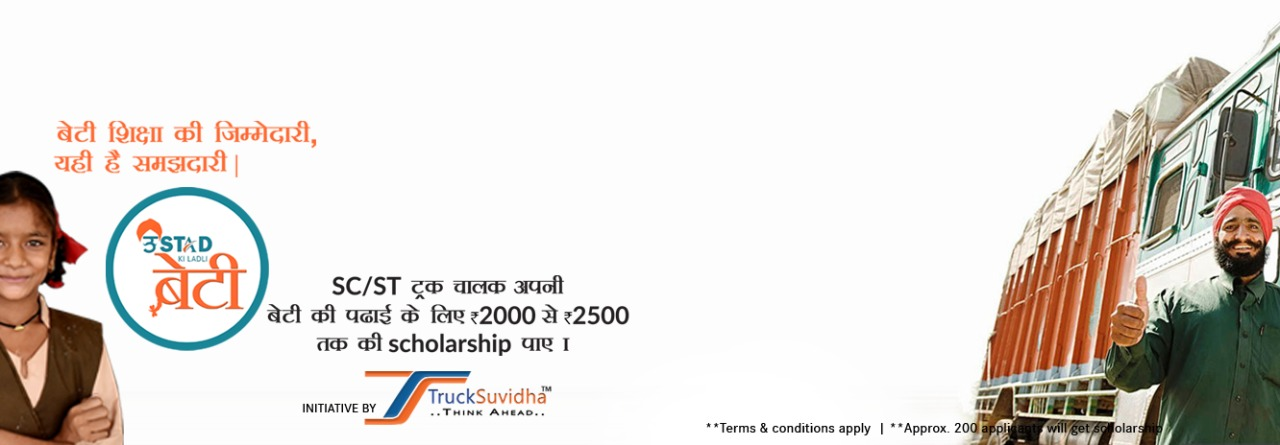 बेटी शिक्षा की जिम्मेदारी,
यही है समझदारी |
उSTAD
KI LADLI
बेटी
SC/ST ट्रक चालक अपनी
बेटी की पढाई के लिए ₹2000 से ₹2500
तक की scholarship पाए ।
INITIATIVE BY TruckSuvidha™
..THINK AHEAD..
**Terms & conditions apply | **Approx. 200 applicants will get scholarship